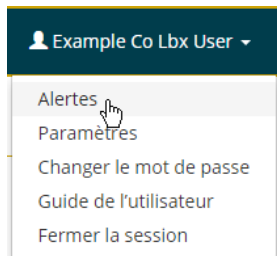 Example Co Lbx User
Alertes
Paramètres
Changer le mot de passe
Guide de l'utilisateur
Fermer la session